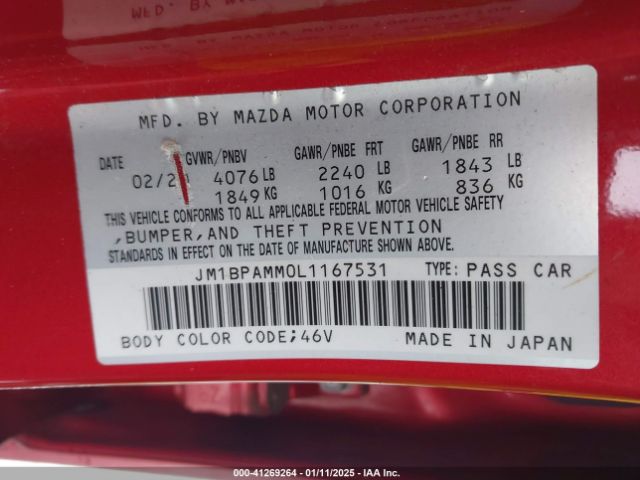 MFD. BY MAZDA MOTOR CORPORATION
DATE GVWR/PNBV GAWR/PNBE FRT GAWR/PNBE RR
4076 LB 2240 LB 1843 LB
1849 KG 1016 KG 836 KG
THIS VEHICLE CONFORMS TO ALL APPLICABLE FEDERAL MOTOR VEHICLE SAFETY
,BUMPER,AND THEFT PREVENTION
STANDARDS IN EFFECT ON THE DATE OF MANUFACTURE SHOWN ABOVE.
JM1BPAMM0L1167531 TYPE: PASS CAR
BODY COLOR CODE;46V MADE IN JAPAN
000-41269264 - 01/11/2025 - IAA Inc.